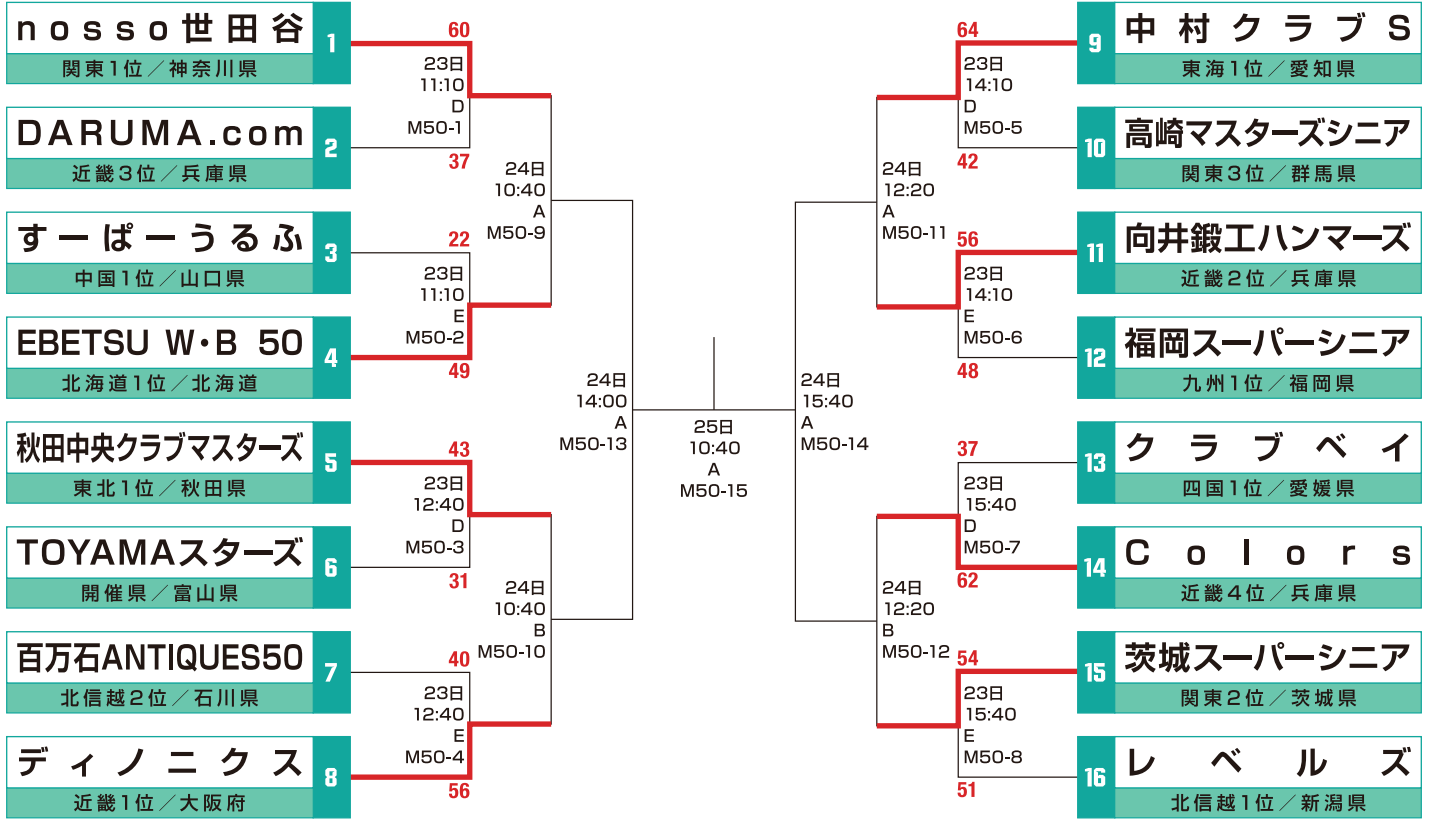 nosso世田谷
関東1位／神奈川県
1
DARUMA.com
近畿3位／兵庫県
2
すーぱーうるふ
中国1位／山口県
3
EBETSU W・B 50
北海道1位／北海道
4
秋田中央クラブマスターズ
東北1位／秋田県
5
TOYAMAスターズ
開催県／富山県
6
百万石ANTIQUES50
北信越2位／石川県
7
ディノニクス
近畿1位／大阪府
8
60
23日
11:10
D
M50-1
37
22
23日
11:10
E
M50-2
49
43
23日
12:40
D
M50-3
31
40
23日
12:40
E
M50-4
56
24日
10:40
A
M50-9
24日
10:40
B
M50-10
24日
14:00
A
M50-13
25日
10:40
A
M50-15
24日
15:40
A
M50-14
24日
12:20
A
M50-11
24日
12:20
B
M50-12
64
23日
14:10
D
M50-5
42
56
23日
14:10
E
M50-6
48
37
23日
15:40
D
M50-7
62
54
23日
15:40
E
M50-8
51
9
中村クラブS
東海1位／愛知県
10
高崎マスターズシニア
関東3位／群馬県
11
向井鍛工ハンマーズ
近畿2位／兵庫県
12
福岡スーパーシニア
九州1位／福岡県
13
クラブベイ
四国1位／愛媛県
14
Colors
近畿4位／兵庫県
15
茨城スーパーシニア
関東2位／茨城県
16
レベルズ
北信越1位／新潟県